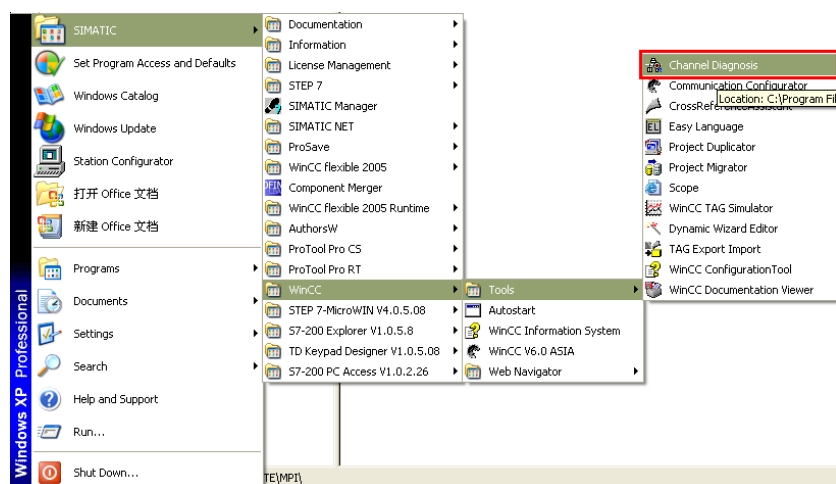 SIMATIC
Set Program Access and Defaults
Windows Catalog
Windows Update
Station Configurator
打开 Office 文档
新建 Office 文档
Programs
Documents
Settings
Search
Help and Support
Run...
Shut Down...
Windows XP Professional
Documentation
Information
License Management
STEP 7
SIMATIC Manager
SIMATIC NET
ProSave
WinCC flexible 2005
Component Merger
WinCC flexible 2005 Runtime
AuthorsW
ProTool Pro CS
ProTool Pro RT
WinCC
STEP 7-MicroWIN V4.0.5.08
S7-200 Explorer V1.0.5.8
TD Keypad Designer V1.0.5.08
S7-200 PC Access V1.0.2.26
TE\MPI\
Tools
Autostart
WinCC Information System
WinCC V6.0 ASIA
Web Navigator
Channel Diagnosis
Communication Configurator
Location: C:\Program Fil
CrossReferenceAssistant
Easy Language
Project Duplicator
Project Migrator
Scope
WinCC TAG Simulator
Dynamic Wizard Editor
TAG Export Import
WinCC ConfigurationTool
WinCC Documentation Viewer